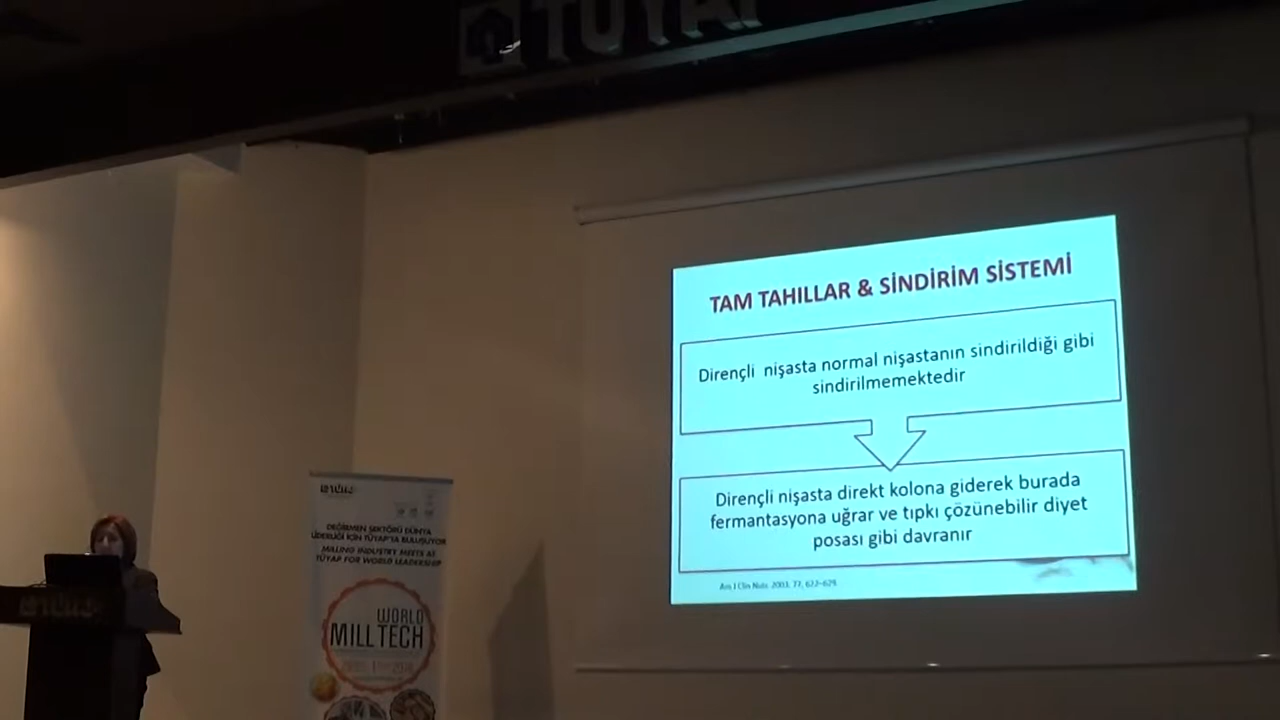 TÜYAP
TAM TAHILLAR & SİNDİRİM SİSTEMİ
Dirençli nişasta normal nişastanın sindirildiği gibi
sindirilmemektedir
Dirençli nişasta direkt kolona giderek burada
fermantasyona uğrar ve tıpkı çözünebilir diyet
posası gibi davranır
Am J Clin Nutr. 2003, 77, 622-629.
DEĞİRMEN SEKTÖRÜ DÜNYA
LİDERLİĞİ İÇİN TÜYAP'TA BULUŞUYOR
MILLING INDUSTRY MEETS AT
TÜYAP FOR WORLD LEADERSHIP
WORLD
MILL TECH